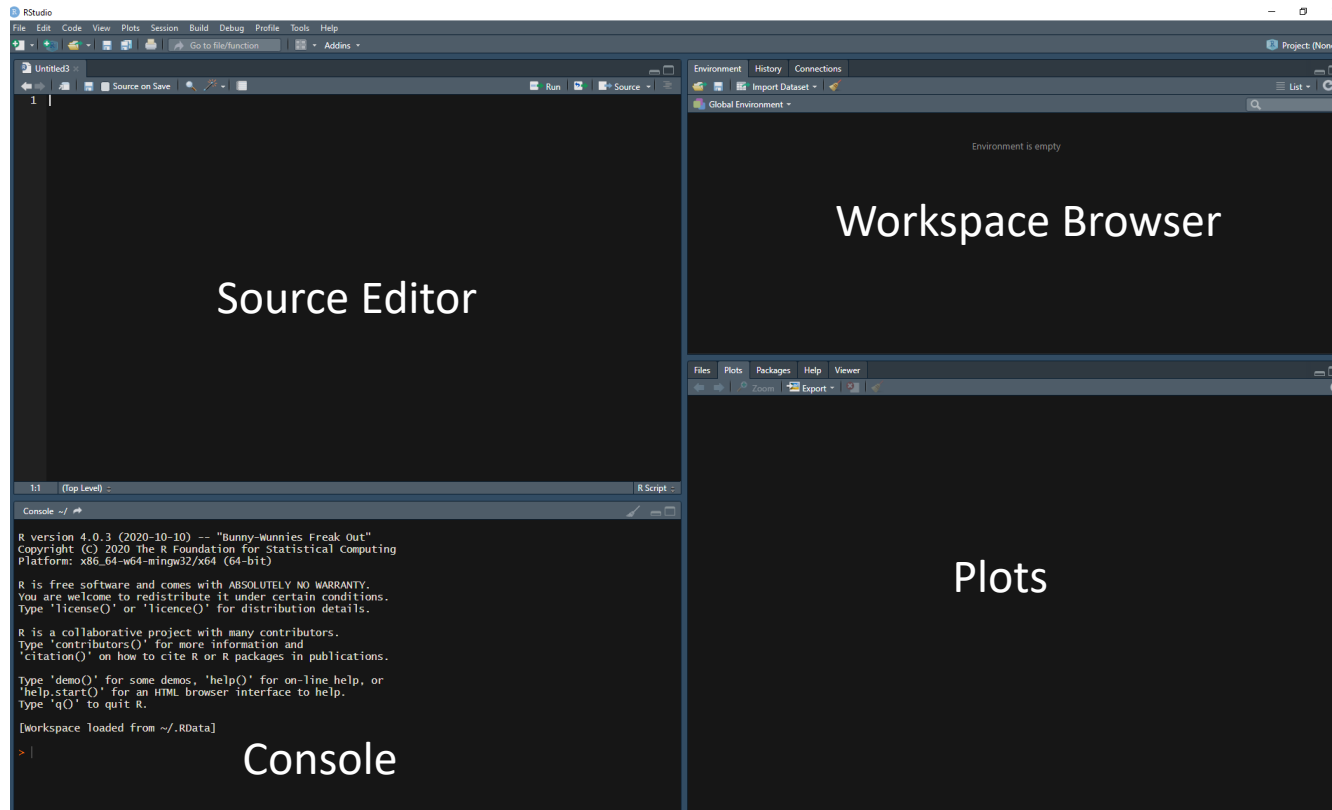 RStudio
File Edit Code View Plots Session Build Debug Profile Tools Help
Go to file/function Addins Project: (None
Untitled3
Source on Save Run Source
1
Source Editor
1:1 (Top Level) R Script
Console ~/
R version 4.0.3 (2020-10-10) -- "Bunny-Wunnies Freak Out"
Copyright (C) 2020 The R Foundation for Statistical Computing
Platform: x86_64-w64-mingw32/x64 (64-bit)
R is free software and comes with ABSOLUTELY NO WARRANTY.
You are welcome to redistribute it under certain conditions.
Type 'license()' or 'licence()' for distribution details.
R is a collaborative project with many contributors.
Type 'contributors()' for more information and
'citation()' on how to cite R or R packages in publications.
Type 'demo()' for some demos, 'help()' for on-line help, or
'help.start()' for an HTML browser interface to help.
Type 'q()' to quit R.
[Workspace loaded from ~/.RData]
>
Console
Environment History Connections
Import Dataset List
Global Environment
Environment is empty
Workspace Browser
Files Plots Packages Help Viewer
Zoom Export
Plots